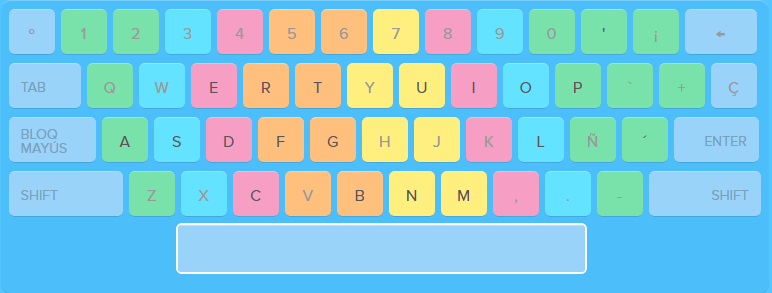 º 1 2 3 4 5 6 7 8 9 0 ' ¡ ←
TAB Q W E R T Y U I O P ` + Ç
BLOQ MAYÚS A S D F G H J K L Ñ ´ ENTER
SHIFT Z X C V B N M , . - SHIFT